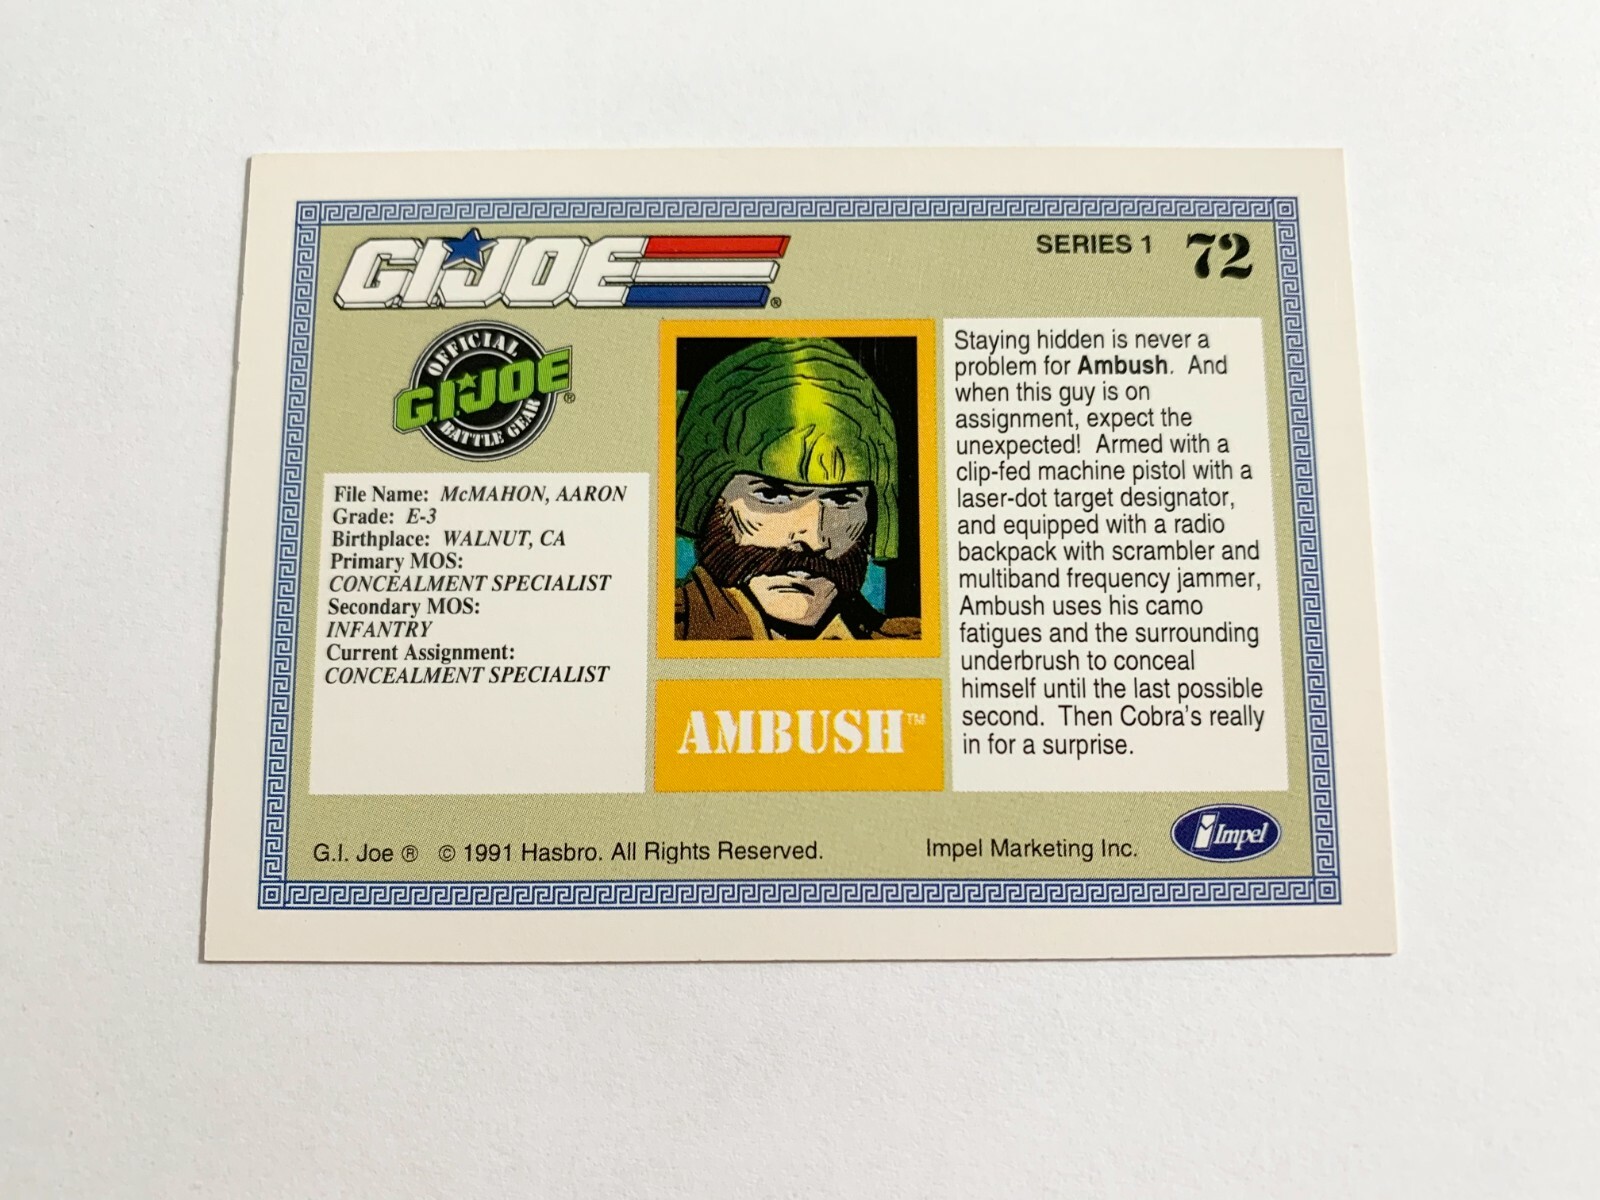 G.I. JOE ®
SERIES 1 72
OFFICIAL
G.I. JOE ®
BATTLE GEAR
File Name: McMAHON, AARON
Grade: E-3
Birthplace: WALNUT, CA
Primary MOS:
CONCEALMENT SPECIALIST
Secondary MOS:
INFANTRY
Current Assignment:
CONCEALMENT SPECIALIST
AMBUSH™
Staying hidden is never a
problem for Ambush. And
when this guy is on
assignment, expect the
unexpected! Armed with a
clip-fed machine pistol with a
laser-dot target designator,
and equipped with a radio
backpack with scrambler and
multiband frequency jammer,
Ambush uses his camo
fatigues and the surrounding
underbrush to conceal
himself until the last possible
second. Then Cobra's really
in for a surprise.
G.I. Joe ® © 1991 Hasbro. All Rights Reserved.
Impel Marketing Inc.
Impel